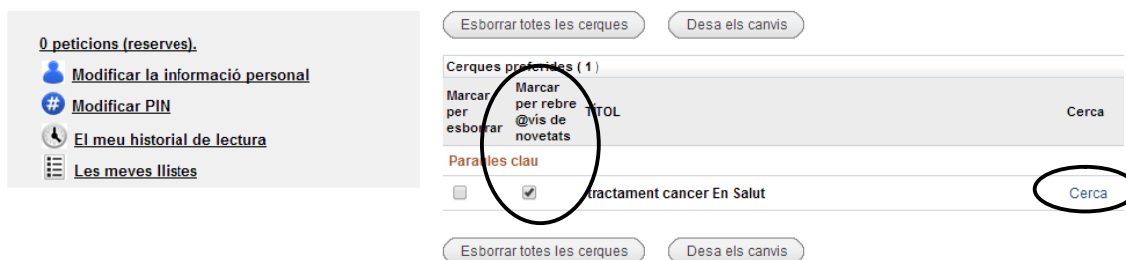 0 peticions (reserves).
Modificar la informació personal
Modificar PIN
El meu historial de lectura
Les meves llistes
Esborrar totes les cerques Desa els canvis
Cerques preferides ( 1 )
Marcar per esborrar
Marcar per rebre @vís de novetats
TÍTOL
Cerca
Paraules clau
tractament cancer En Salut
Cerca
Esborrar totes les cerques Desa els canvis